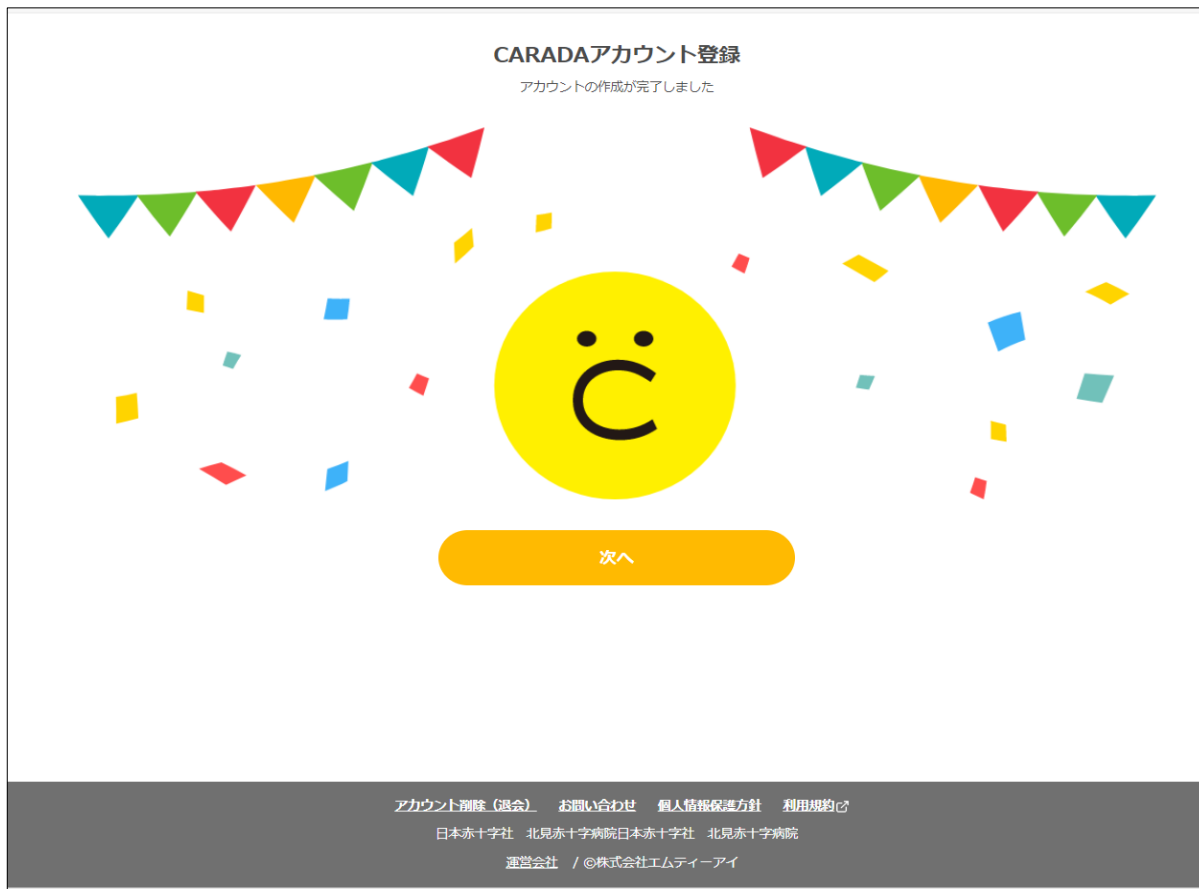 CARADAアカウント登録
アカウントの作成が完了しました
次へ
アカウント削除（退会） お問い合わせ 個人情報保護方針 利用規約
日本赤十字社 北見赤十字病院日本赤十字社 北見赤十字病院
運営会社 / ©株式会社エムティーアイ